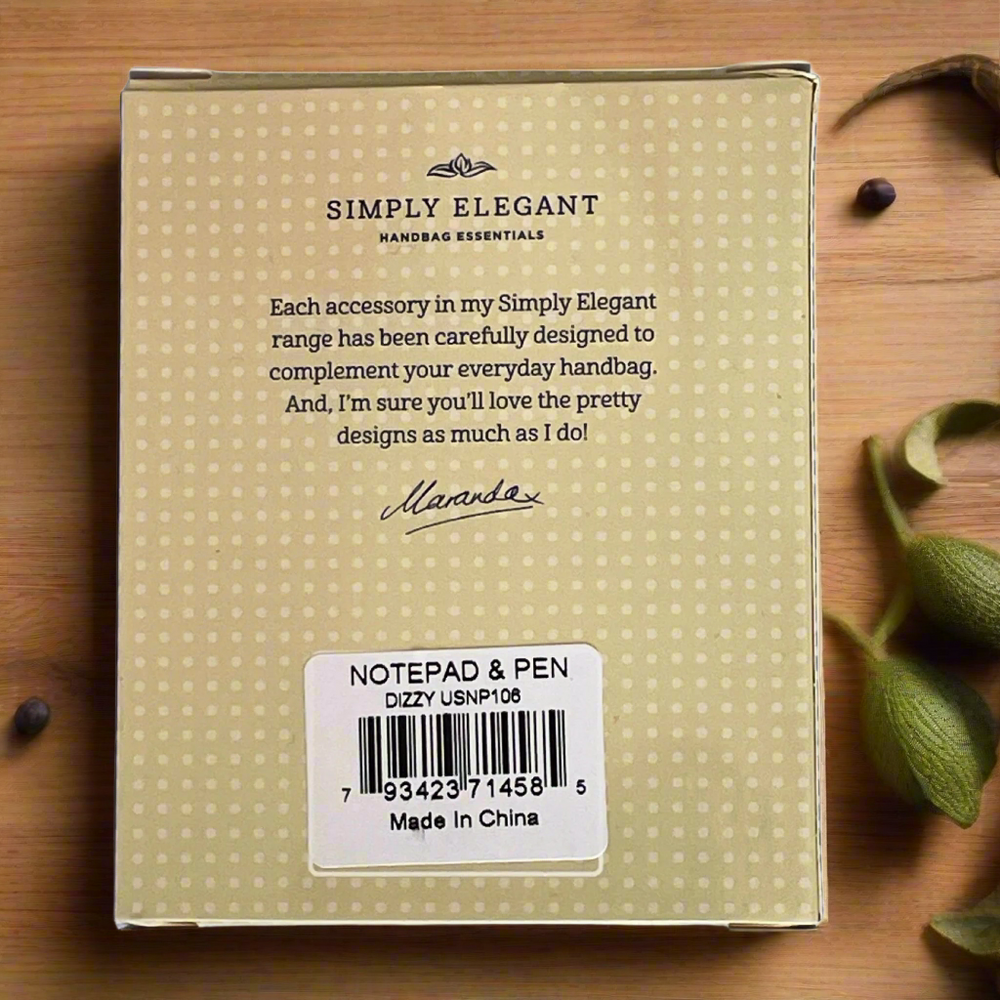 SIMPLY ELEGANT
HANDBAG ESSENTIALS
Each accessory in my Simply Elegant
range has been carefully designed to
complement your everyday handbag.
And, I'm sure you'll love the pretty
designs as much as I do!
Marandax
NOTEPAD & PEN
DIZZY USNP106
7 93423 71458 5
Made In China